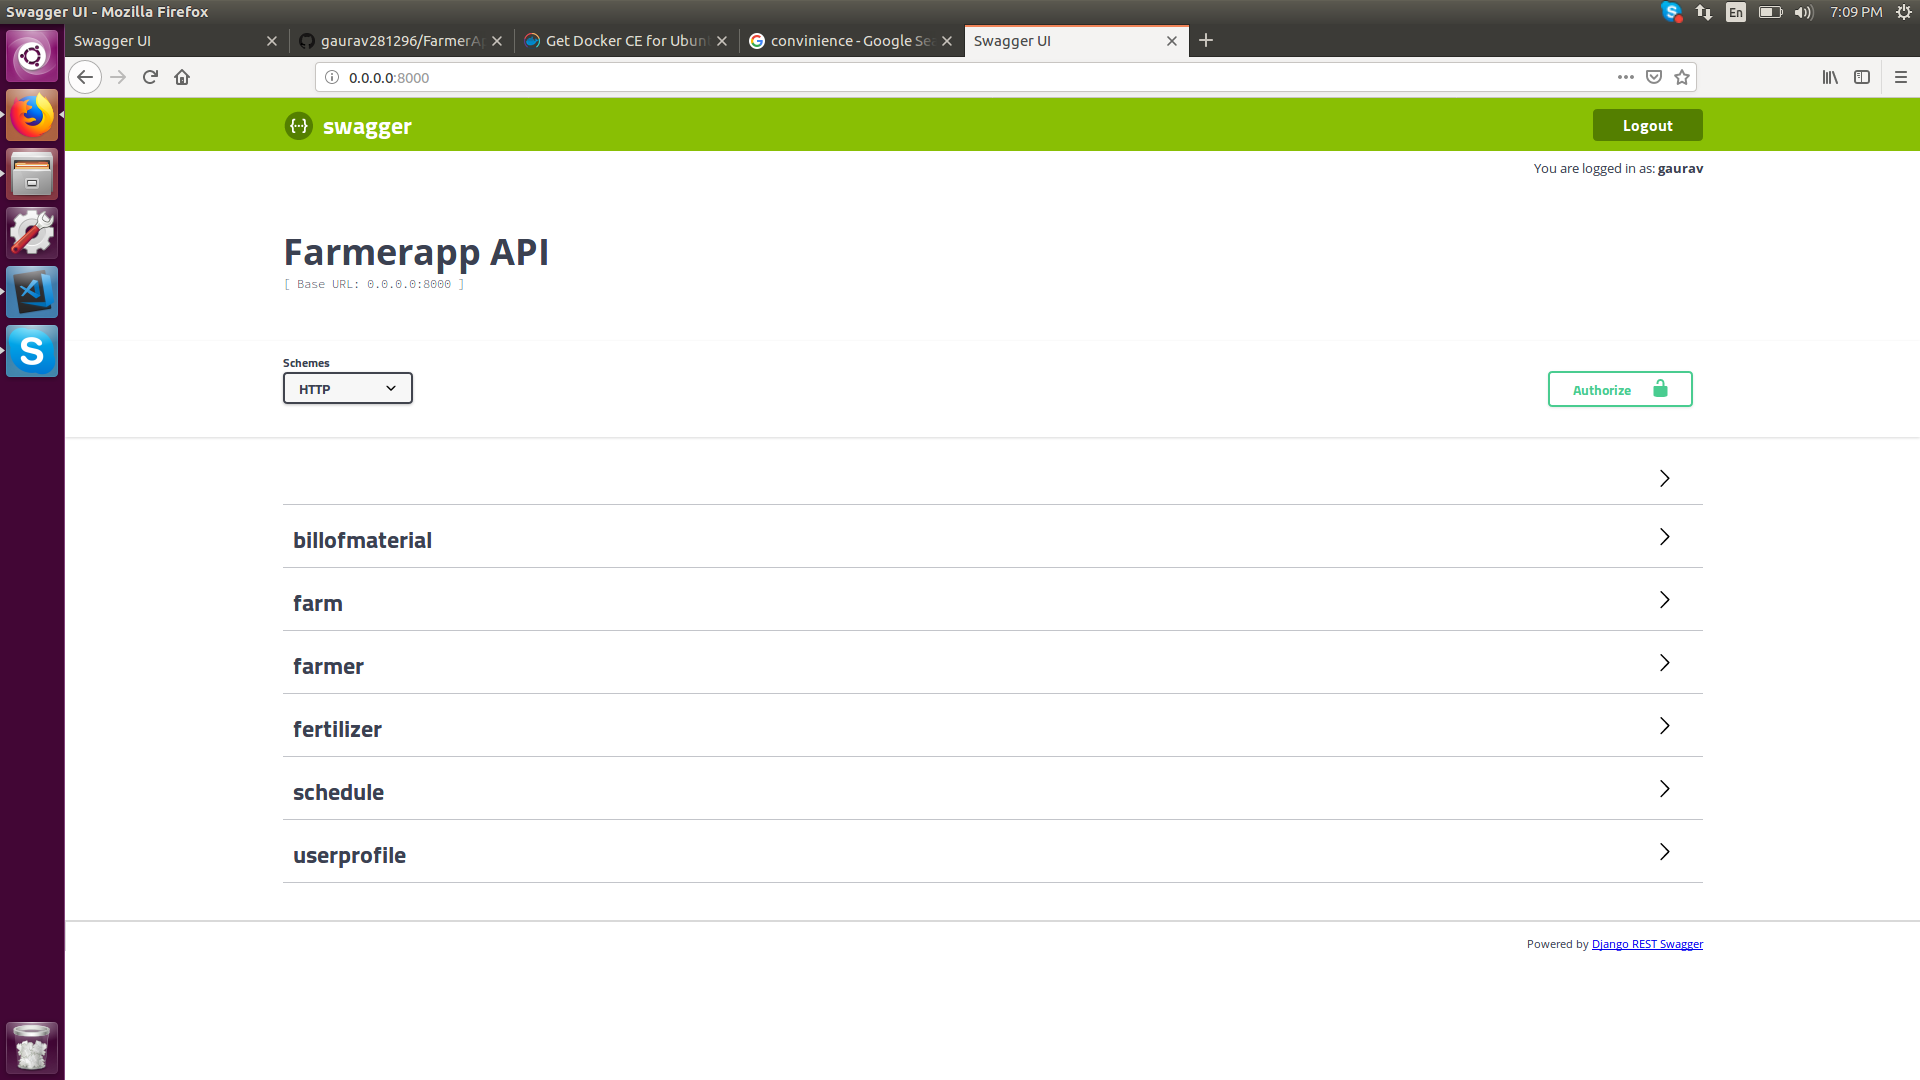 Swagger UI - Mozilla Firefox
En
7:09 PM
Swagger UI
gaurav281296/FarmerAp
Get Docker CE for Ubun
convinience - Google Sea
Swagger UI
0.0.0.0:8000
{··} swagger
Logout
You are logged in as: gaurav
Farmerapp API
[ Base URL: 0.0.0.0:8000 ]
Schemes
HTTP
Authorize
billofmaterial
farm
farmer
fertilizer
schedule
userprofile
Powered by Django REST Swagger